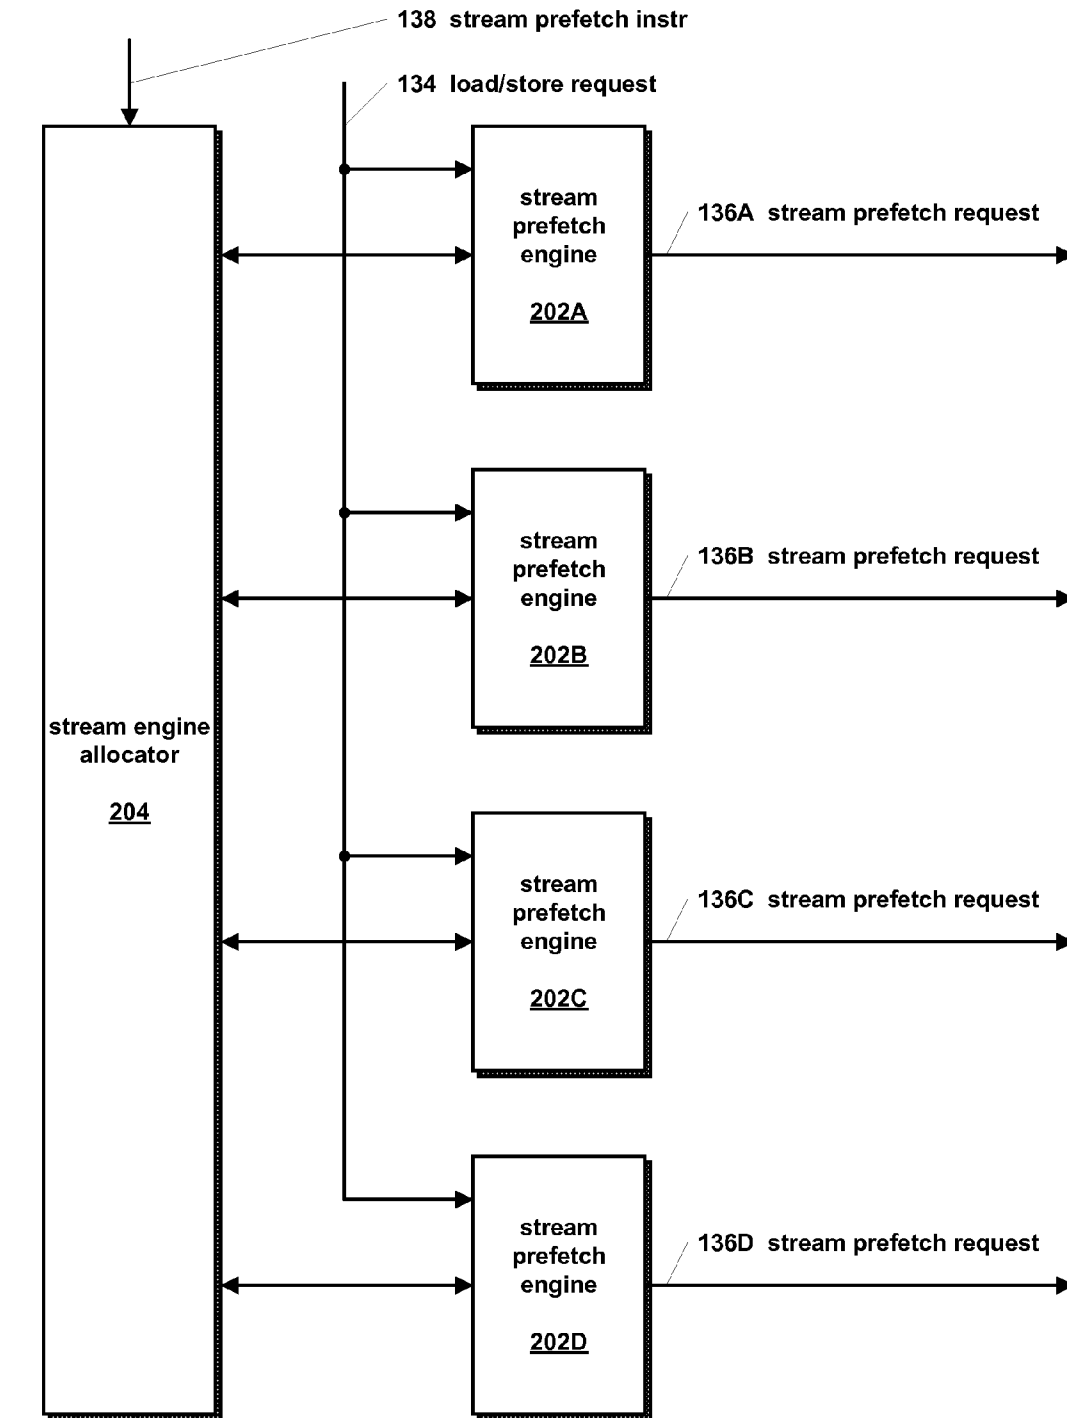 138 stream prefetch instr
134 load/store request
stream
prefetch
engine
202A
136A stream prefetch request
stream
prefetch
engine
202B
136B stream prefetch request
stream engine
allocator
204
stream
prefetch
engine
202C
136C stream prefetch request
stream
prefetch
engine
202D
136D stream prefetch request